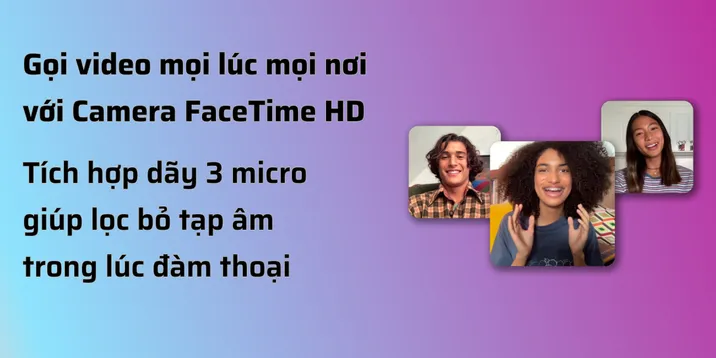 Gọi video mọi lúc mọi nơi
với Camera FaceTime HD
Tích hợp dãy 3 micro
giúp lọc bỏ tạp âm
trong lúc đàm thoại